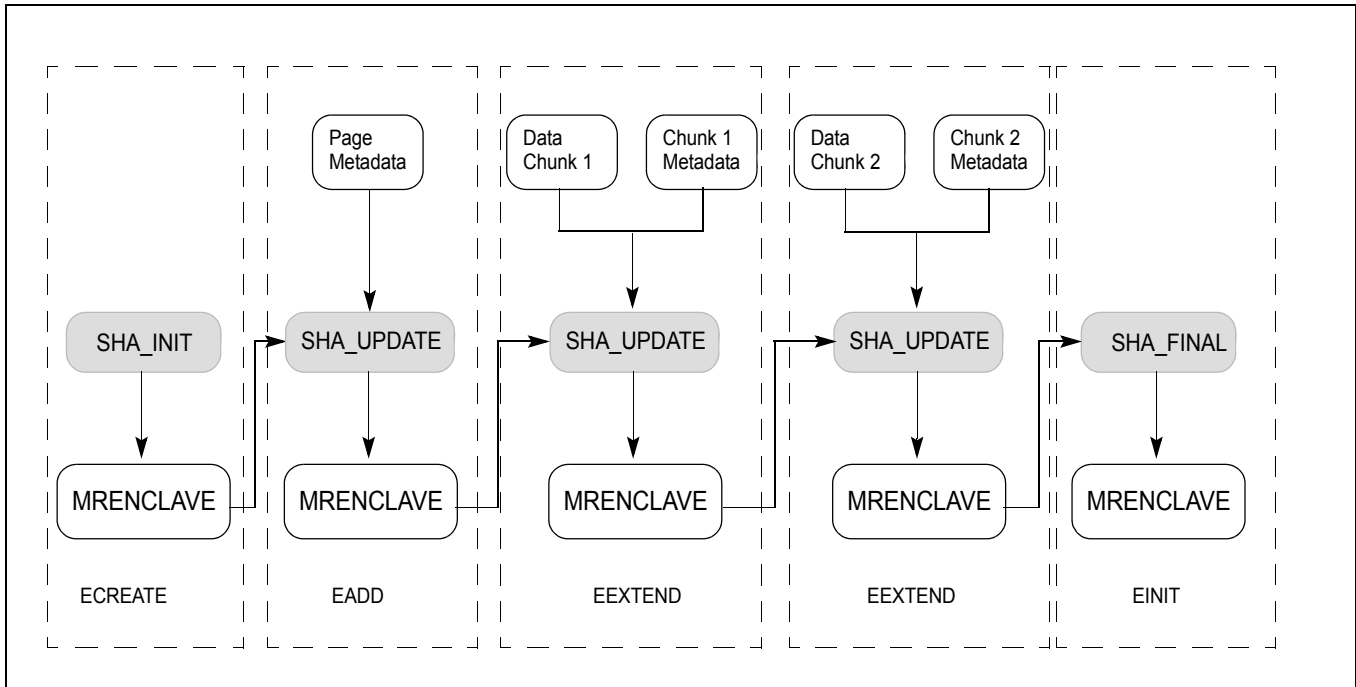 Page
Metadata
Data
Chunk 1
Chunk 1
Metadata
Data
Chunk 2
Chunk 2
Metadata
SHA_INIT
SHA_UPDATE
SHA_UPDATE
SHA_UPDATE
SHA_FINAL
MRENCLAVE
MRENCLAVE
MRENCLAVE
MRENCLAVE
MRENCLAVE
ECREATE
EADD
EEXTEND
EEXTEND
EINIT